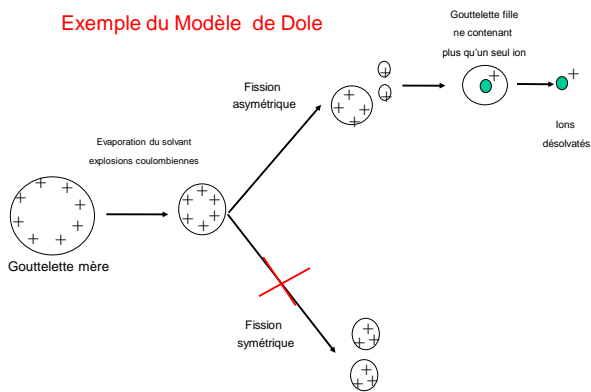 Exemple du Modèle de Dole
Gouttelette fille
ne contenant
plus qu'un seul ion
Fission
asymétrique
+ +
+ + + +
+ +
Ions
désolvatés
Evaporation du solvant
explosions coulombiennes
+ + + + + + + +
+ + + + + +
Gouttelette mère
Fission
symétrique
+ + +
+ + +